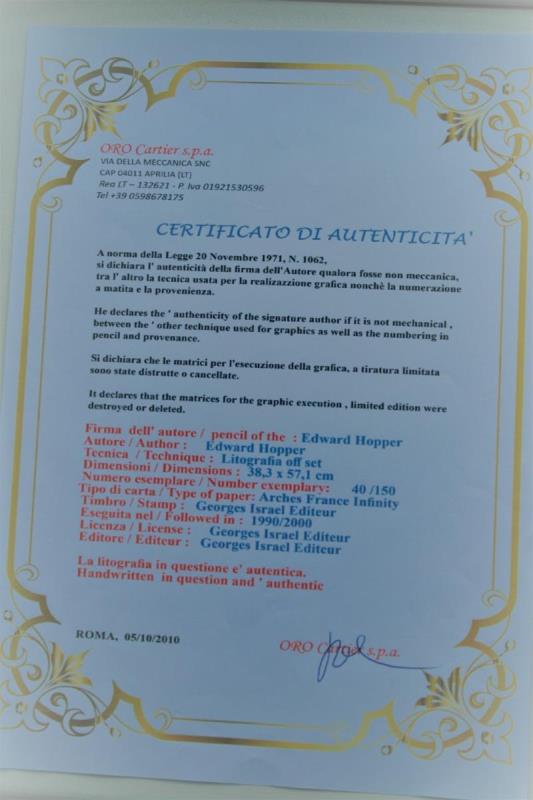 ORO Cartier s.p.a.
VIA DELLA MECCANICA SNC
CAP 04011 APRILIA (LT)
Rea LT – 132621 - P. Iva 01921530596
Tel +39 0598678175
CERTIFICATO DI AUTENTICITA'
A norma della Legge 20 Novembre 1971, N. 1062,
si dichiara l' autenticità della firma dell'Autore qualora fosse non meccanica,
tra l' altro la tecnica usata per la realizazzione grafica nonchè la numerazione
a matita e la provenienza.
He declares the ' authenticity of the signature author if it is not mechanical ,
between the ' other technique used for graphics as well as the numbering in
pencil and provenance.
Si dichiara che le matrici per l'esecuzione della grafica, a tiratura limitata
sono state distrutte o cancellate.
It declares that the matrices for the graphic execution , limited edition were
destroyed or deleted.
Firma dell' autore / pencil of the : Edward Hopper
Autore / Author : Edward Hopper
Tecnica / Technique : Litografia off set
Dimensioni / Dimensions : 38,3 x 57,1 cm
Numero esemplare / Number exemplary: 40 /150
Tipo di carta / Type of paper: Arches France Infinity
Timbro / Stamp : Georges Israel Editeur
Eseguita nel / Followed in : 1990/2000
Licenza / License : Georges Israel Editeur
Editore / Editeur : Georges Israel Editeur
La litografia in questione e' autentica.
Handwritten in question and ' authentic
ROMA, 05/10/2010
ORO Cartier s.p.a.